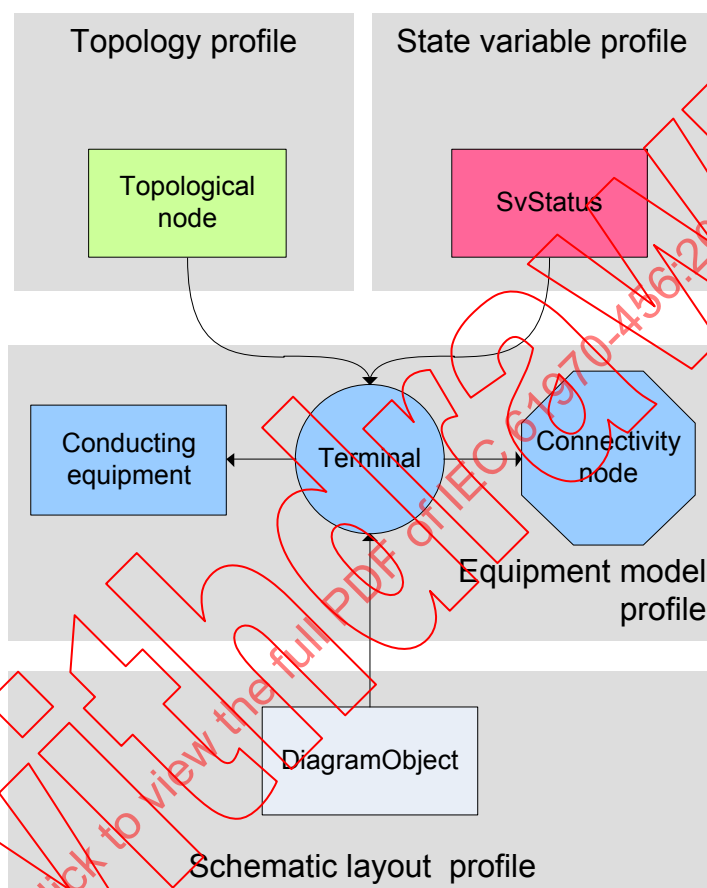 Topology profile
State variable profile
Topological
node
SvStatus
Conducting
equipment
Terminal
Connectivity
node
Equipment model
profile
DiagramObject
Schematic layout profile
to view the full PDF of IEC 61970-456:20